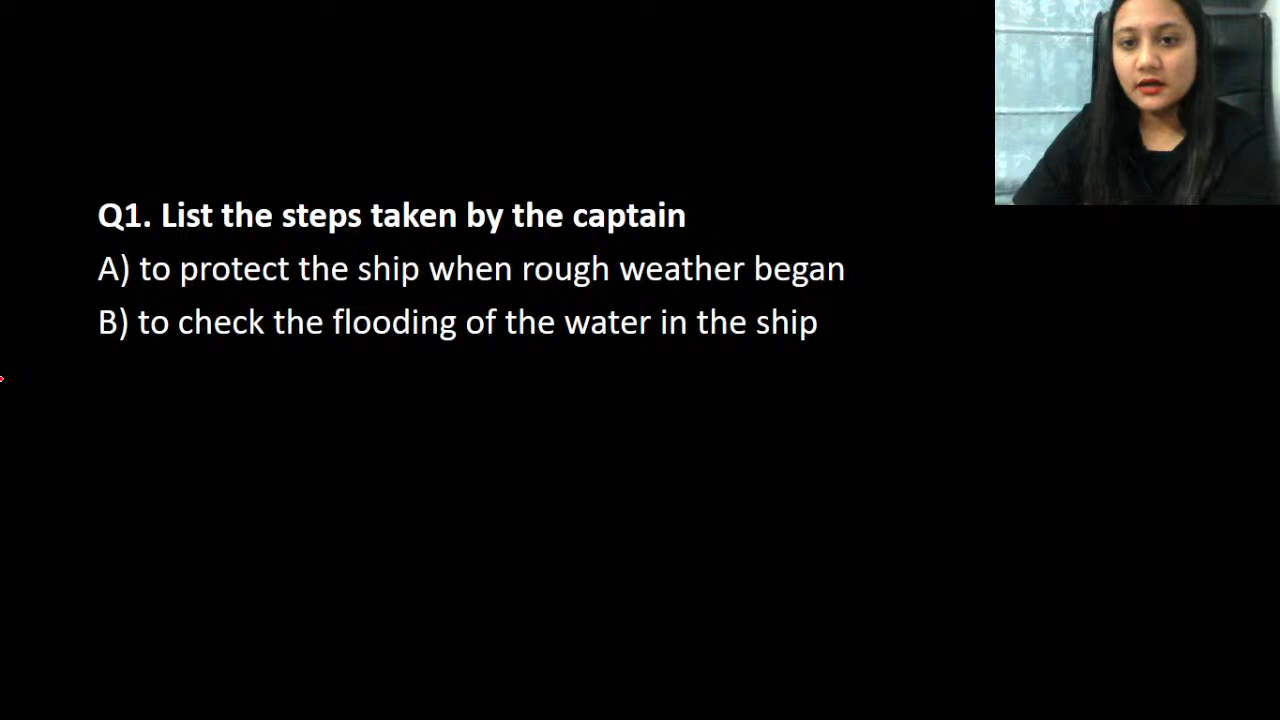 Q1. List the steps taken by the captain
A) to protect the ship when rough weather began
B) to check the flooding of the water in the ship